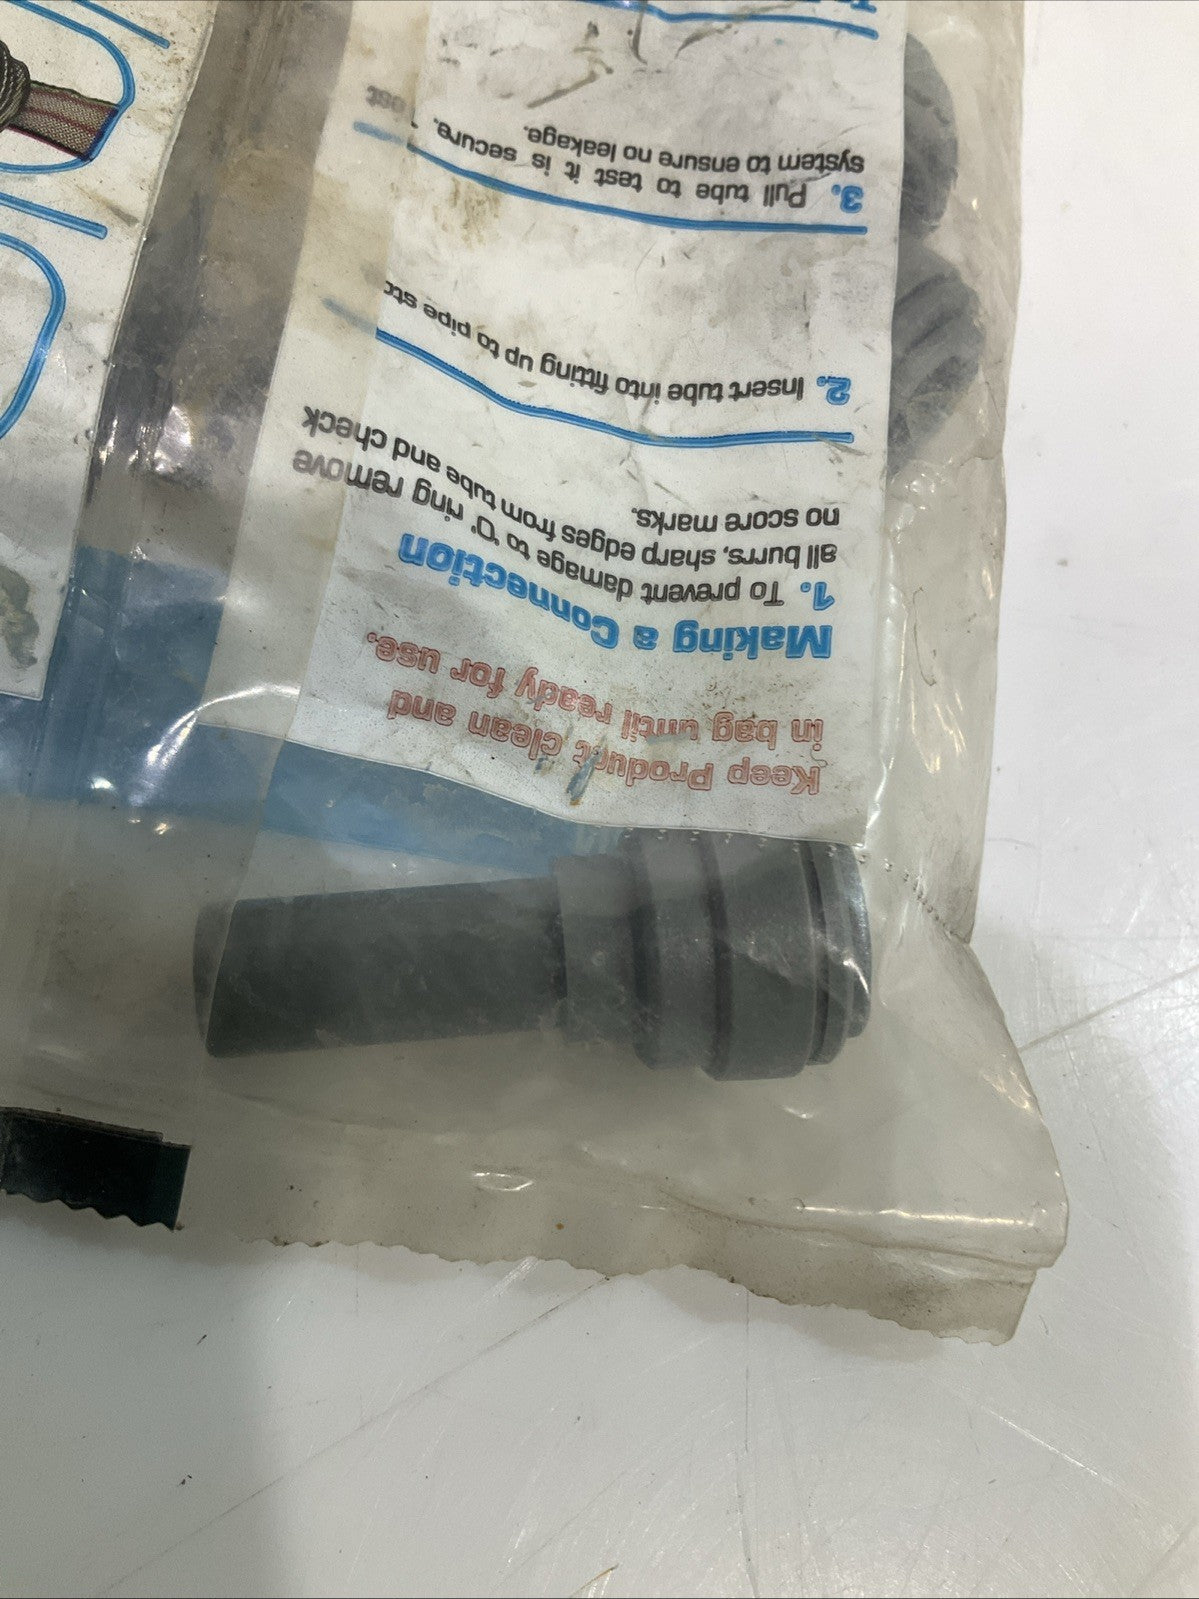 Keep Product clean and
in bag until ready for use.
Making a Connection
1. To prevent damage to 'O' ring remove
all burrs, sharp edges from tube and check
no score marks.
2. Insert tube into fitting up to pipe sto
3. Pull tube to test it is secure. Test
system to ensure no leakage.